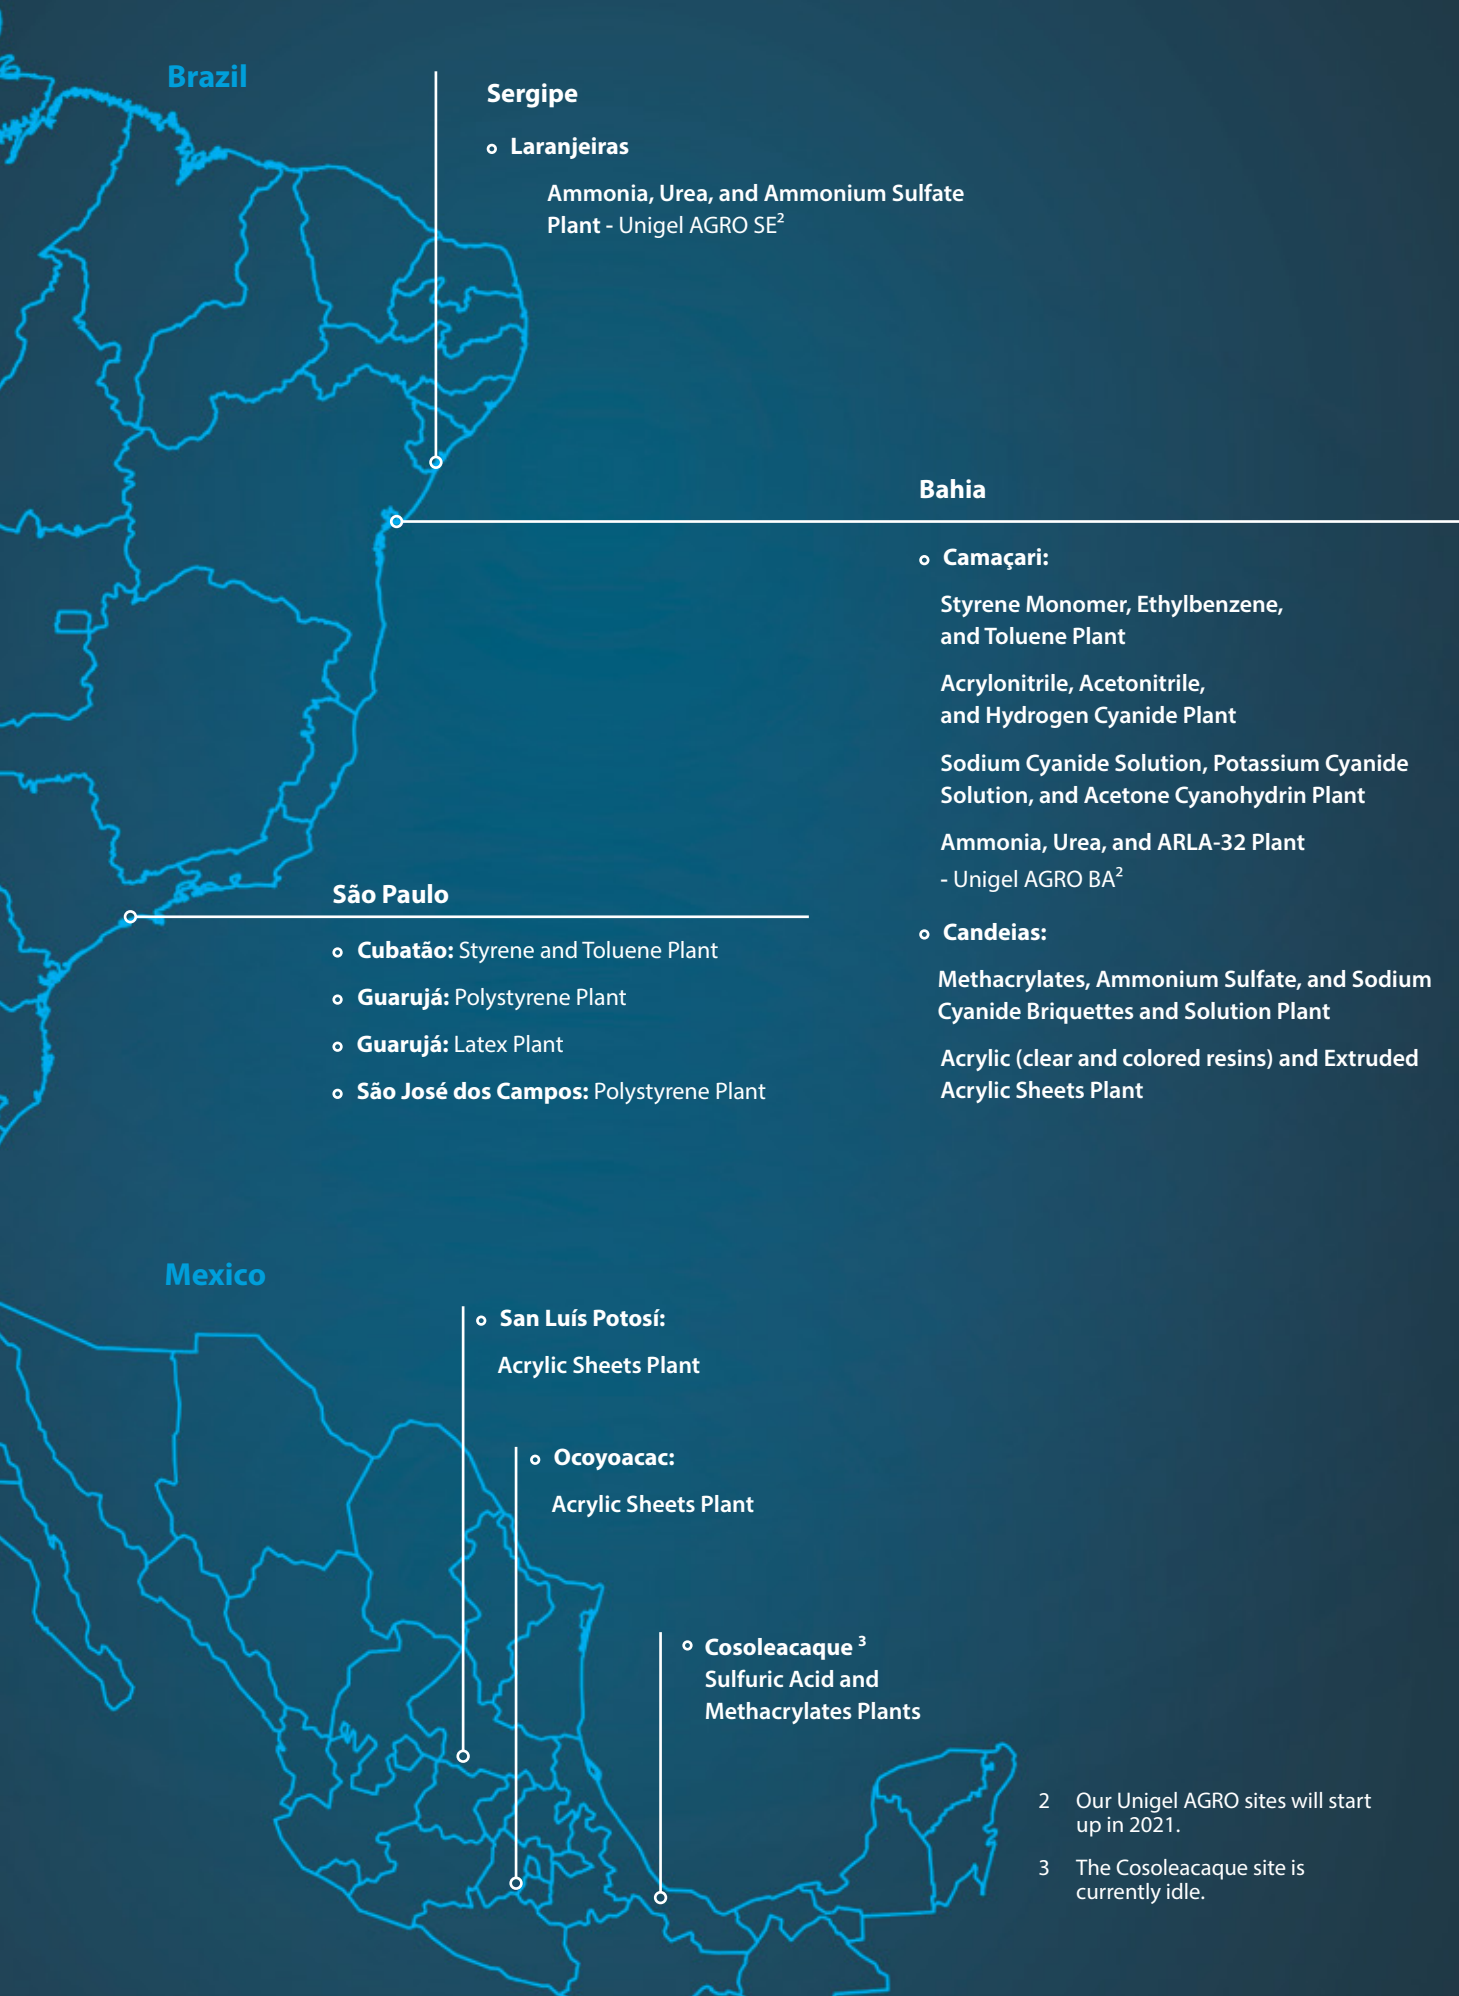 Brazil
Sergipe
Laranjeiras
Ammonia, Urea, and Ammonium Sulfate
Plant - Unigel AGRO SE²
Bahia
Camaçari:
Styrene Monomer, Ethylbenzene,
and Toluene Plant
Acrylonitrile, Acetonitrile,
and Hydrogen Cyanide Plant
Sodium Cyanide Solution, Potassium Cyanide
Solution, and Acetone Cyanohydrin Plant
Ammonia, Urea, and ARLA-32 Plant
- Unigel AGRO BA²
Candeias:
Methacrylates, Ammonium Sulfate, and Sodium
Cyanide Briquettes and Solution Plant
Acrylic (clear and colored resins) and Extruded
Acrylic Sheets Plant
São Paulo
Cubatão: Styrene and Toluene Plant
Guarujá: Polystyrene Plant
Guarujá: Latex Plant
São José dos Campos: Polystyrene Plant
Mexico
San Luís Potosí:
Acrylic Sheets Plant
Ocoyoacac:
Acrylic Sheets Plant
Cosoleacaque ³
Sulfuric Acid and
Methacrylates Plants
2 Our Unigel AGRO sites will start
up in 2021.
3 The Cosoleacaque site is
currently idle.